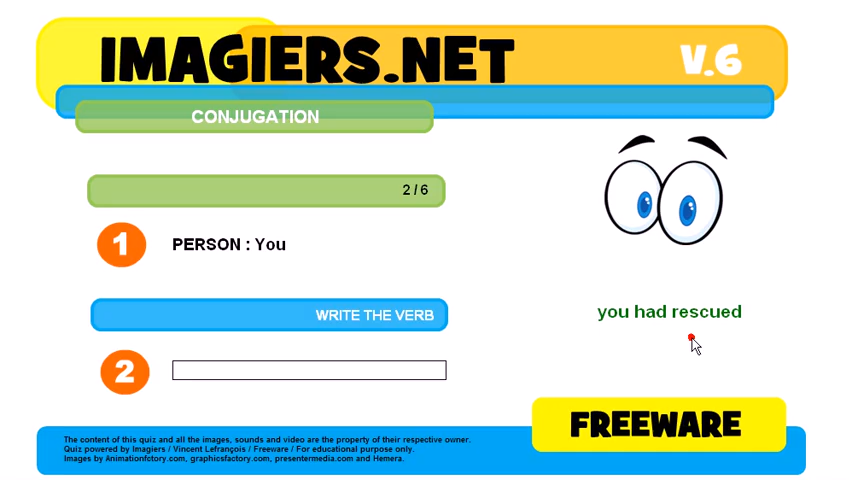 IMAGIERS.NET
V.6
CONJUGATION
2 / 6
1
PERSON : You
WRITE THE VERB
you had rescued
2
FREEWARE
The content of this quiz and all the images, sounds and video are the property of their respective owner.
Quiz powered by Imagiers / Vincent Lefrançois / Freeware / For educational purpose only.
Images by Animationfctory.com, graphicsfactory.com, presentermedia.com and Hemera.